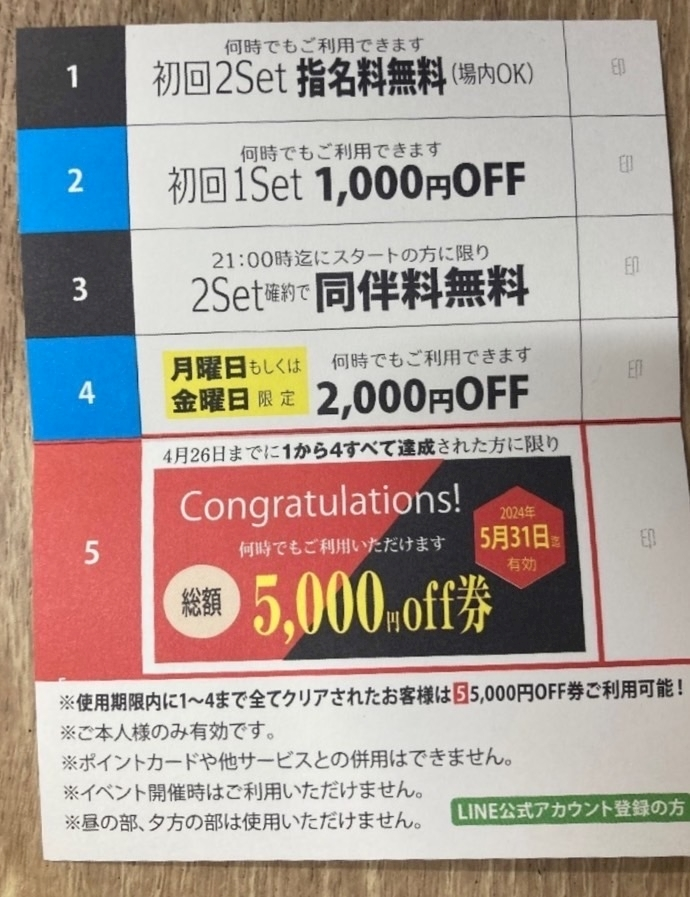 1
何時でもご利用できます
初回2Set 指名料無料(場内OK)
印
2
何時でもご利用できます
初回1Set 1,000円OFF
印
3
21:00時迄にスタートの方に限り
2Set確約で同伴料無料
印
4
月曜日もしくは
金曜日限定
何時でもご利用できます
2,000円OFF
印
5
4月26日までに1から4すべて達成された方に限り
Congratulations!
何時でもご利用いただけます
2024年
5月31日迄
有効
総額
5,000円off券
印
※使用期限内に1〜4まで全てクリアされたお客様は5 5,000円OFF券ご利用可能!
※ご本人様のみ有効です。
※ポイントカードや他サービスとの併用はできません。
※イベント開催時はご利用いただけません。
※昼の部、夕方の部は使用いただけません。
LINE公式アカウント登録の方